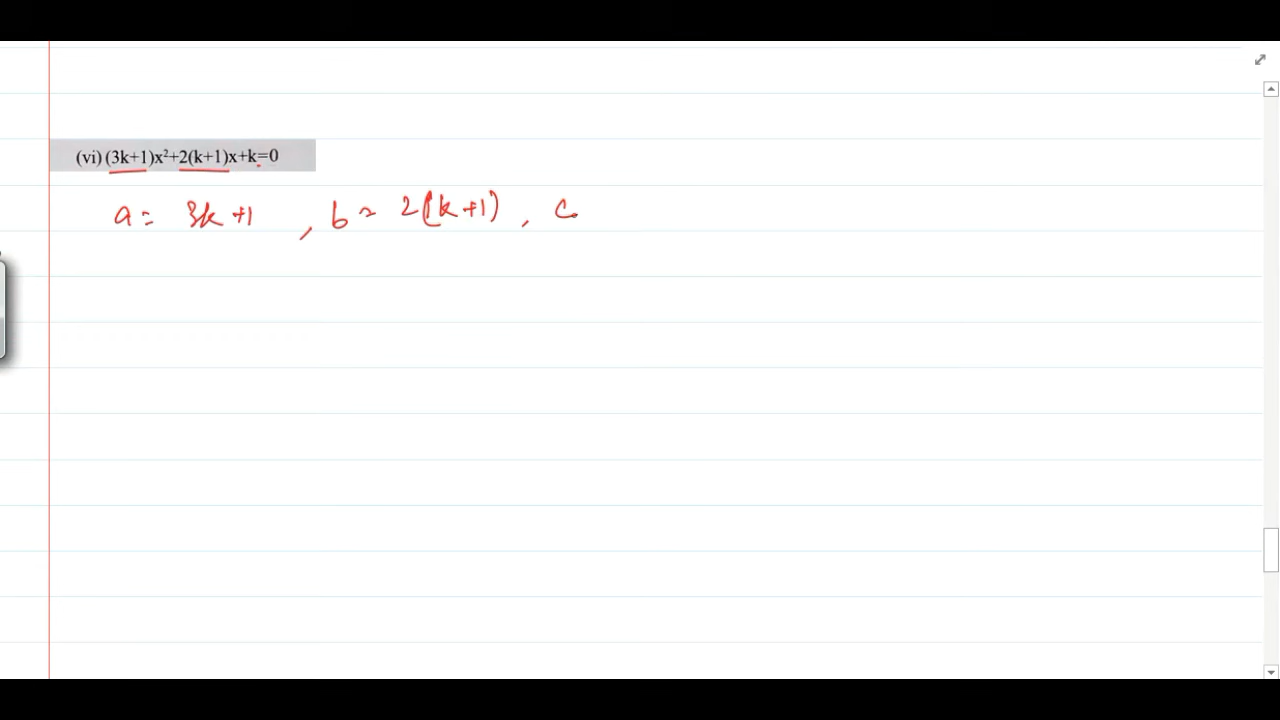 (vi) (3k+1)x²+2(k+1)x+k=0
a = 3k+1 , b = 2(k+1) , c